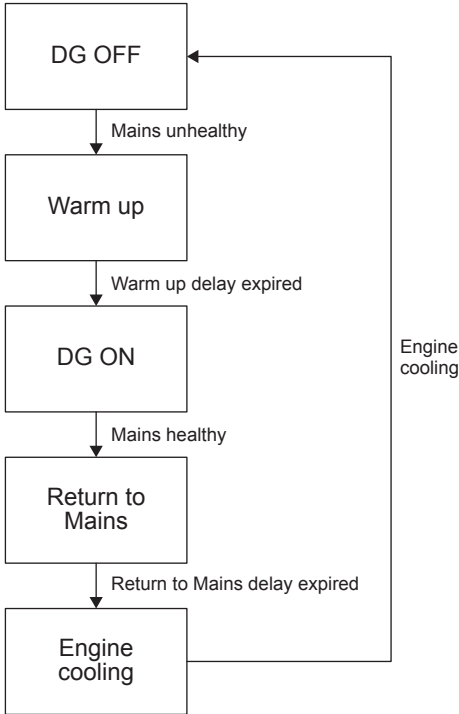 DG OFF
Mains unhealthy
Warm up
Warm up delay expired
DG ON
Engine
cooling
Mains healthy
Return to
Mains
Return to Mains delay expired
Engine
cooling